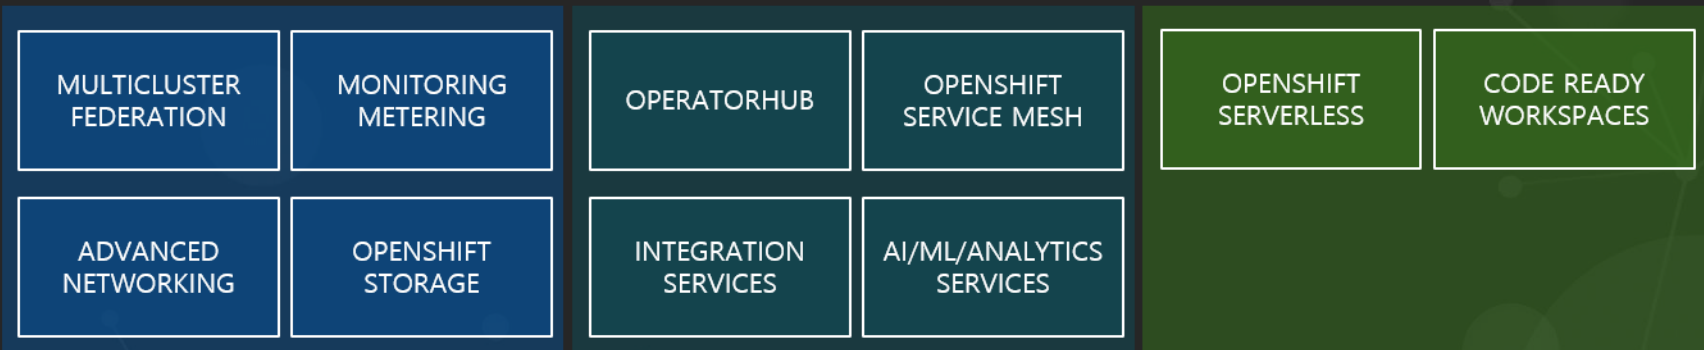 MULTICLUSTER
FEDERATION
MONITORING
METERING
ADVANCED
NETWORKING
OPENSHIFT
STORAGE
OPERATORHUB
OPENSHIFT
SERVICE MESH
INTEGRATION
SERVICES
AI/ML/ANALYTICS
SERVICES
OPENSHIFT
SERVERLESS
CODE READY
WORKSPACES